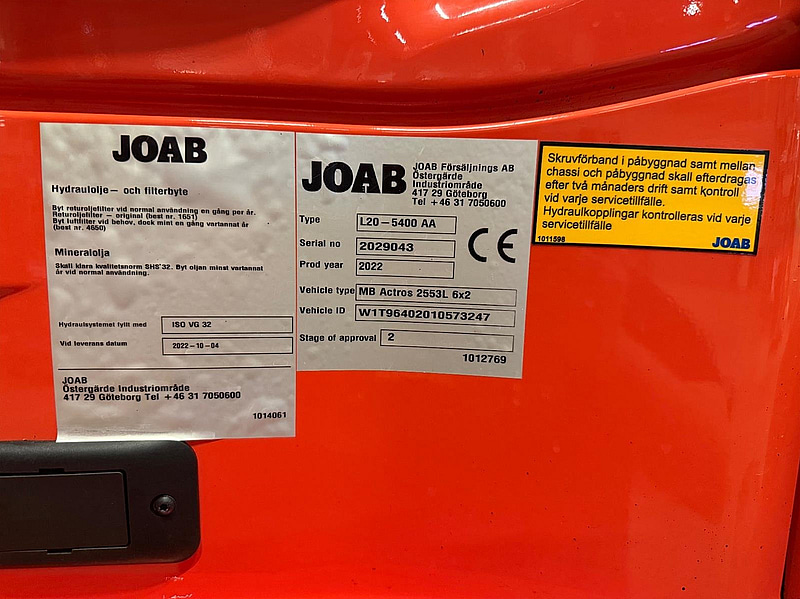 JOAB
Hydraulolje- och filterbyte
Byt returoljefilter vid normal användning en gång per år.
Returoljefilter - original (best nr. 1651)
Byt luftfilter vid behov, dock minst en gång vartannat år
(best nr. 4650)
Mineralolja
Skall klara kvalitetsnorm SHS 32. Byt oljan minst vartannat
år vid normal användning.
Hydraulsystemet fyllt med ISO VG 32
Vid leverans datum 2022-10-04
JOAB
Östergärde Industriområde
417 29 Göteborg Tel +46 31 7050600
1014061
JOAB
JOAB Försäljnings AB
Östergärde
Industriområde
417 29 Göteborg
Tel +46 31 7050600
Type L20-5400 AA
Serial no 2029043
Prod year 2022
CE
Vehicle type MB Actros 2553L 6x2
Vehicle ID W1T96402010573247
Stage of approval 2
1012769
Skruvförband i påbyggnad samt mellan
chassi och påbyggnad skall efterdragas
efter två månaders drift samt kontroll
vid varje servicetillfälle.
Hydraulkopplingar kontrolleras vid varje
servicetillfälle
1011598
JOAB